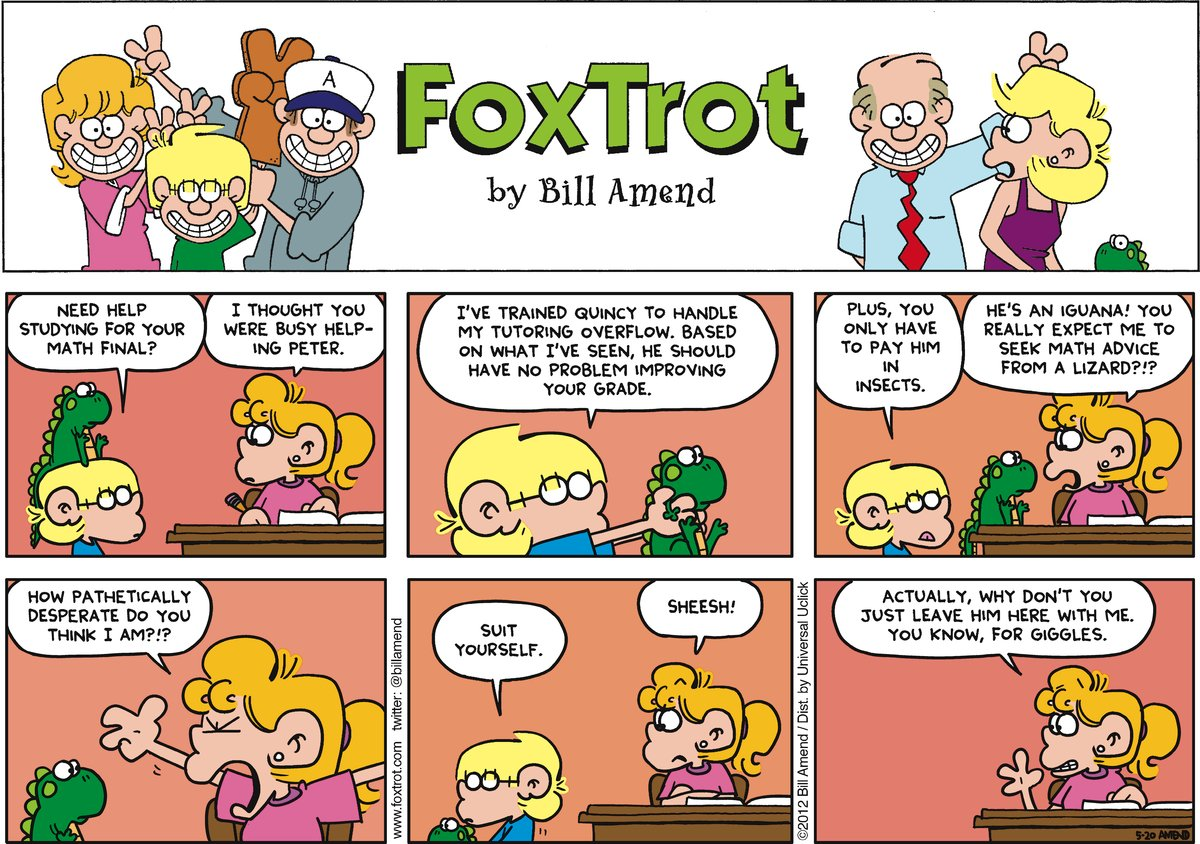 A
FoxTrot
by Bill Amend
NEED HELP
STUDYING FOR YOUR
MATH FINAL?
I THOUGHT YOU
WERE BUSY HELP-
ING PETER.
I'VE TRAINED QUINCY TO HANDLE
MY TUTORING OVERFLOW. BASED
ON WHAT I'VE SEEN, HE SHOULD
HAVE NO PROBLEM IMPROVING
YOUR GRADE.
PLUS, YOU
ONLY HAVE
TO PAY HIM
IN
INSECTS.
HE'S AN IGUANA! YOU
REALLY EXPECT ME TO
SEEK MATH ADVICE
FROM A LIZARD?!?
HOW PATHETICALLY
DESPERATE DO YOU
THINK I AM?!?
www.foxtrot.com twitter: @billamend
SUIT
YOURSELF.
SHEESH!
©2012 Bill Amend / Dist. by Universal Uclick
ACTUALLY, WHY DON'T YOU
JUST LEAVE HIM HERE WITH ME.
YOU KNOW, FOR GIGGLES.
5-20 AMEND